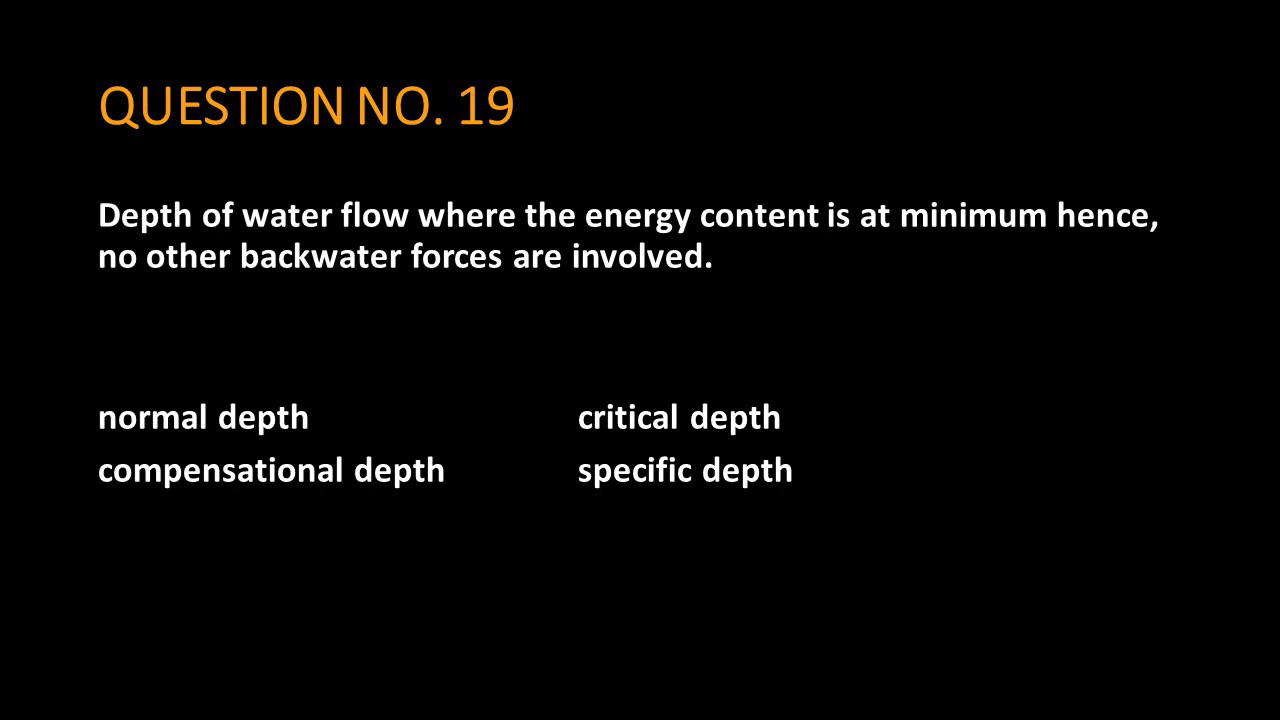 QUESTION NO. 19
Depth of water flow where the energy content is at minimum hence,
no other backwater forces are involved.
normal depth critical depth
compensational depth specific depth